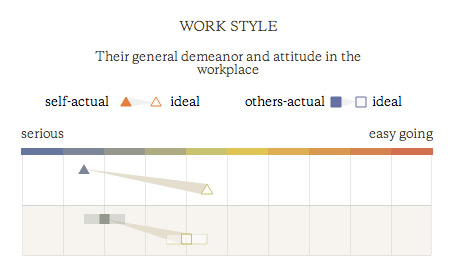 WORK STYLE
Their general demeanor and attitude in the
workplace
self-actual ideal others-actual ideal
serious easy going